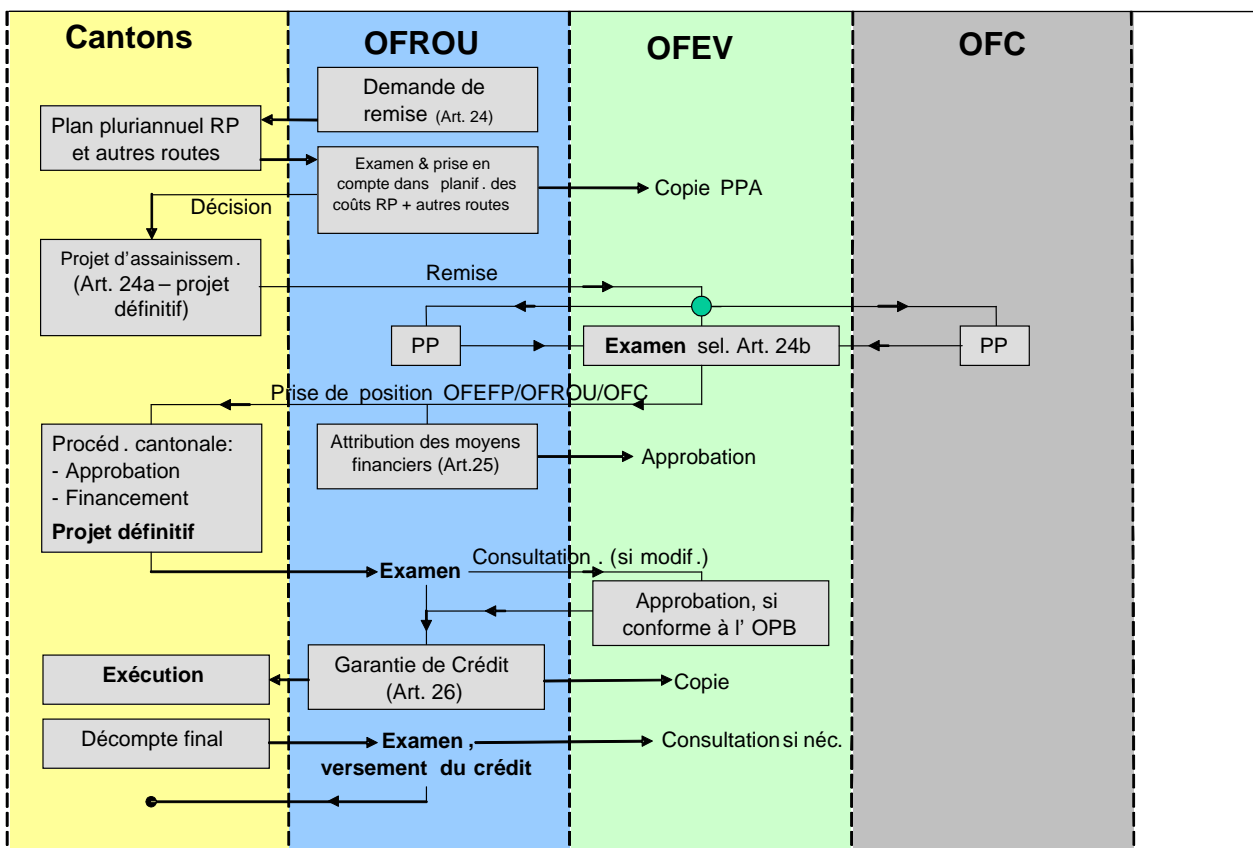 Cantons
OFROU
OFEV
OFC
Demande de
remise (Art. 24)
Plan pluriannuel RP
et autres routes
Examen & prise en
compte dans planif. des
coûts RP + autres routes
Copie PPA
Décision
Projet d'assainissem.
(Art. 24a – projet
définitif)
Remise
PP
Examen sel. Art. 24b
PP
Prise de position OFEFP/OFROU/OFC
Procéd. cantonale:
- Approbation
- Financement
Projet définitif
Attribution des moyens
financiers (Art.25)
Approbation
Consultation. (si modif.)
Examen
Approbation, si
conforme à l' OPB
Exécution
Garantie de Crédit
(Art. 26)
Copie
Décompte final
Examen,
versement du crédit
Consultation si néc.